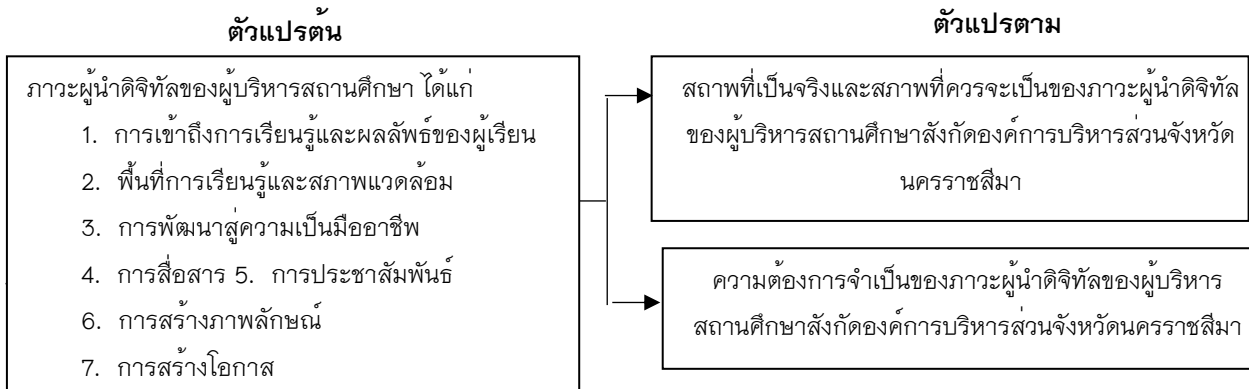 ตัวแปรต้น
ภาวะผู้นำดิจิทัลของผู้บริหารสถานศึกษา ได้แก่
1. การเข้าถึงการเรียนรู้และผลลัพธ์ของผู้เรียน
2. พื้นที่การเรียนรู้และสภาพแวดล้อม
3. การพัฒนาสู่ความเป็นมืออาชีพ
4. การสื่อสาร 5. การประชาสัมพันธ์
6. การสร้างภาพลักษณ์
7. การสร้างโอกาส
ตัวแปรตาม
สถาพที่เป็นจริงและสภาพที่ควรจะเป็นของภาวะผู้นำดิจิทัล
ของผู้บริหารสถานศึกษาสังกัดองค์การบริหารส่วนจังหวัด
นครราชสีมา
ความต้องการจำเป็นของภาวะผู้นำดิจิทัลของผู้บริหาร
สถานศึกษาสังกัดองค์การบริหารส่วนจังหวัดนครราชสีมา